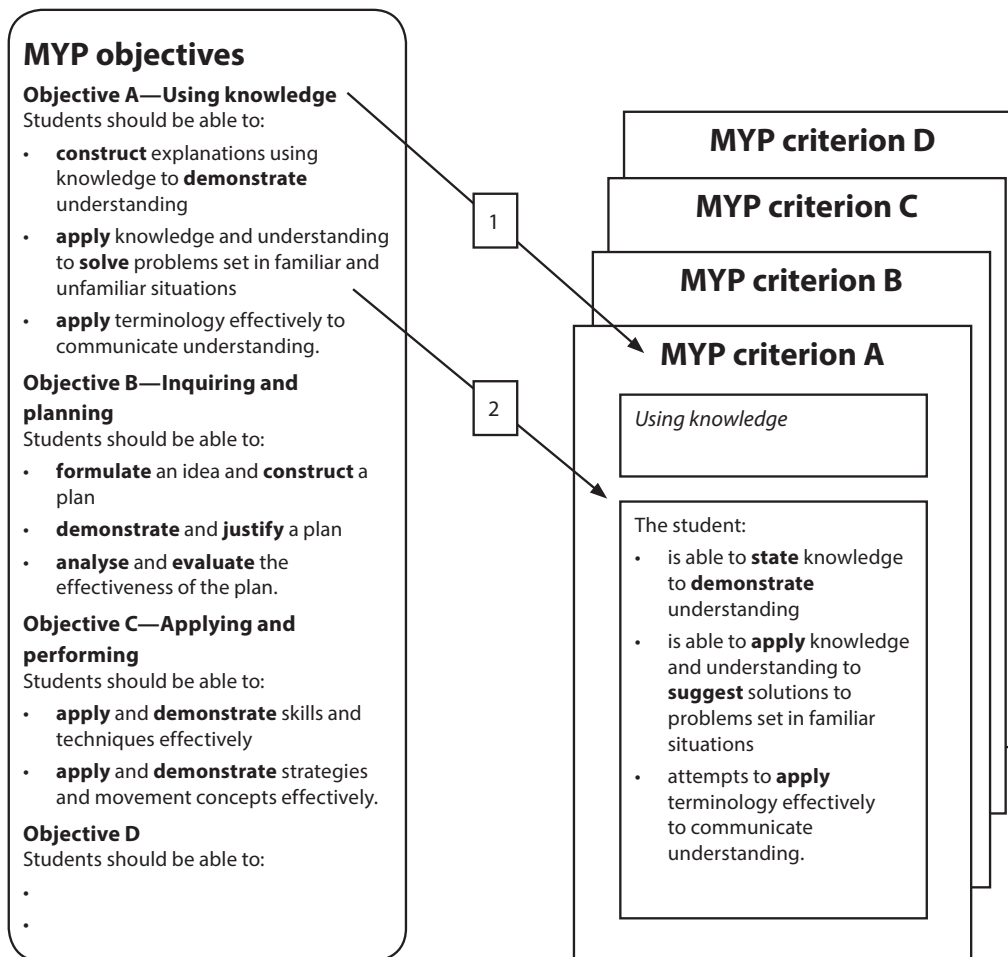 MYP objectives
Objective A—Using knowledge
Students should be able to:
• construct explanations using
knowledge to demonstrate
understanding
• apply knowledge and understanding
to solve problems set in familiar and
unfamiliar situations
• apply terminology effectively to
communicate understanding.
Objective B—Inquiring and
planning
Students should be able to:
• formulate an idea and construct a
plan
• demonstrate and justify a plan
• analyse and evaluate the
effectiveness of the plan.
Objective C—Applying and
performing
Students should be able to:
• apply and demonstrate skills and
techniques effectively
• apply and demonstrate strategies
and movement concepts effectively.
Objective D
Students should be able to:
•
•
1
2
MYP criterion D
MYP criterion C
MYP criterion B
MYP criterion A
Using knowledge
The student:
• is able to state knowledge
to demonstrate
understanding
• is able to apply knowledge
and understanding to
suggest solutions to
problems set in familiar
situations
• attempts to apply
terminology effectively
to communicate
understanding.